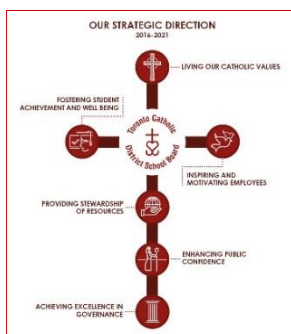 OUR STRATEGIC DIRECTION
2016-2021
LIVING OUR CATHOLIC VALUES
FOSTERING STUDENT
ACHIEVEMENT AND WELL BEING
Toronto Catholic
District School Board
INSPIRING AND
MOTIVATING EMPLOYEES
PROVIDING STEWARDSHIP
OF RESOURCES
ENHANCING PUBLIC
CONFIDENCE
ACHIEVING EXCELLENCE IN
GOVERNANCE